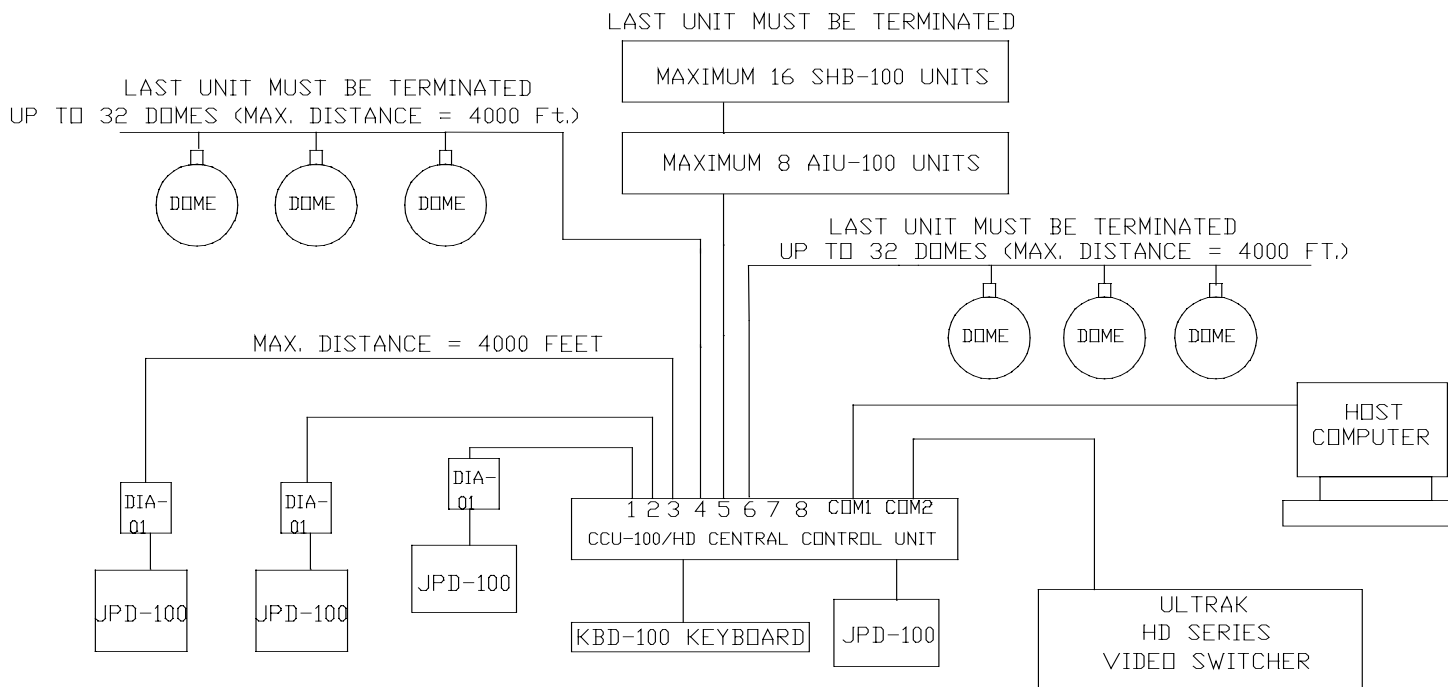 LAST UNIT MUST BE TERMINATED
MAXIMUM 16 SHB-100 UNITS
LAST UNIT MUST BE TERMINATED
UP TO 32 DOMES (MAX. DISTANCE = 4000 Ft.)
MAXIMUM 8 AIU-100 UNITS
DOME
DOME
DOME
LAST UNIT MUST BE TERMINATED
UP TO 32 DOMES (MAX. DISTANCE = 4000 FT.)
DOME
DOME
DOME
MAX. DISTANCE = 4000 FEET
HOST
COMPUTER
DIA-
01
DIA-
01
DIA-
01
1 2 3 4 5 6 7 8 COM1 COM2
CCU-100/HD CENTRAL CONTROL UNIT
JPD-100
JPD-100
JPD-100
KBD-100 KEYBOARD
JPD-100
ULTRAK
HD SERIES
VIDEO SWITCHER